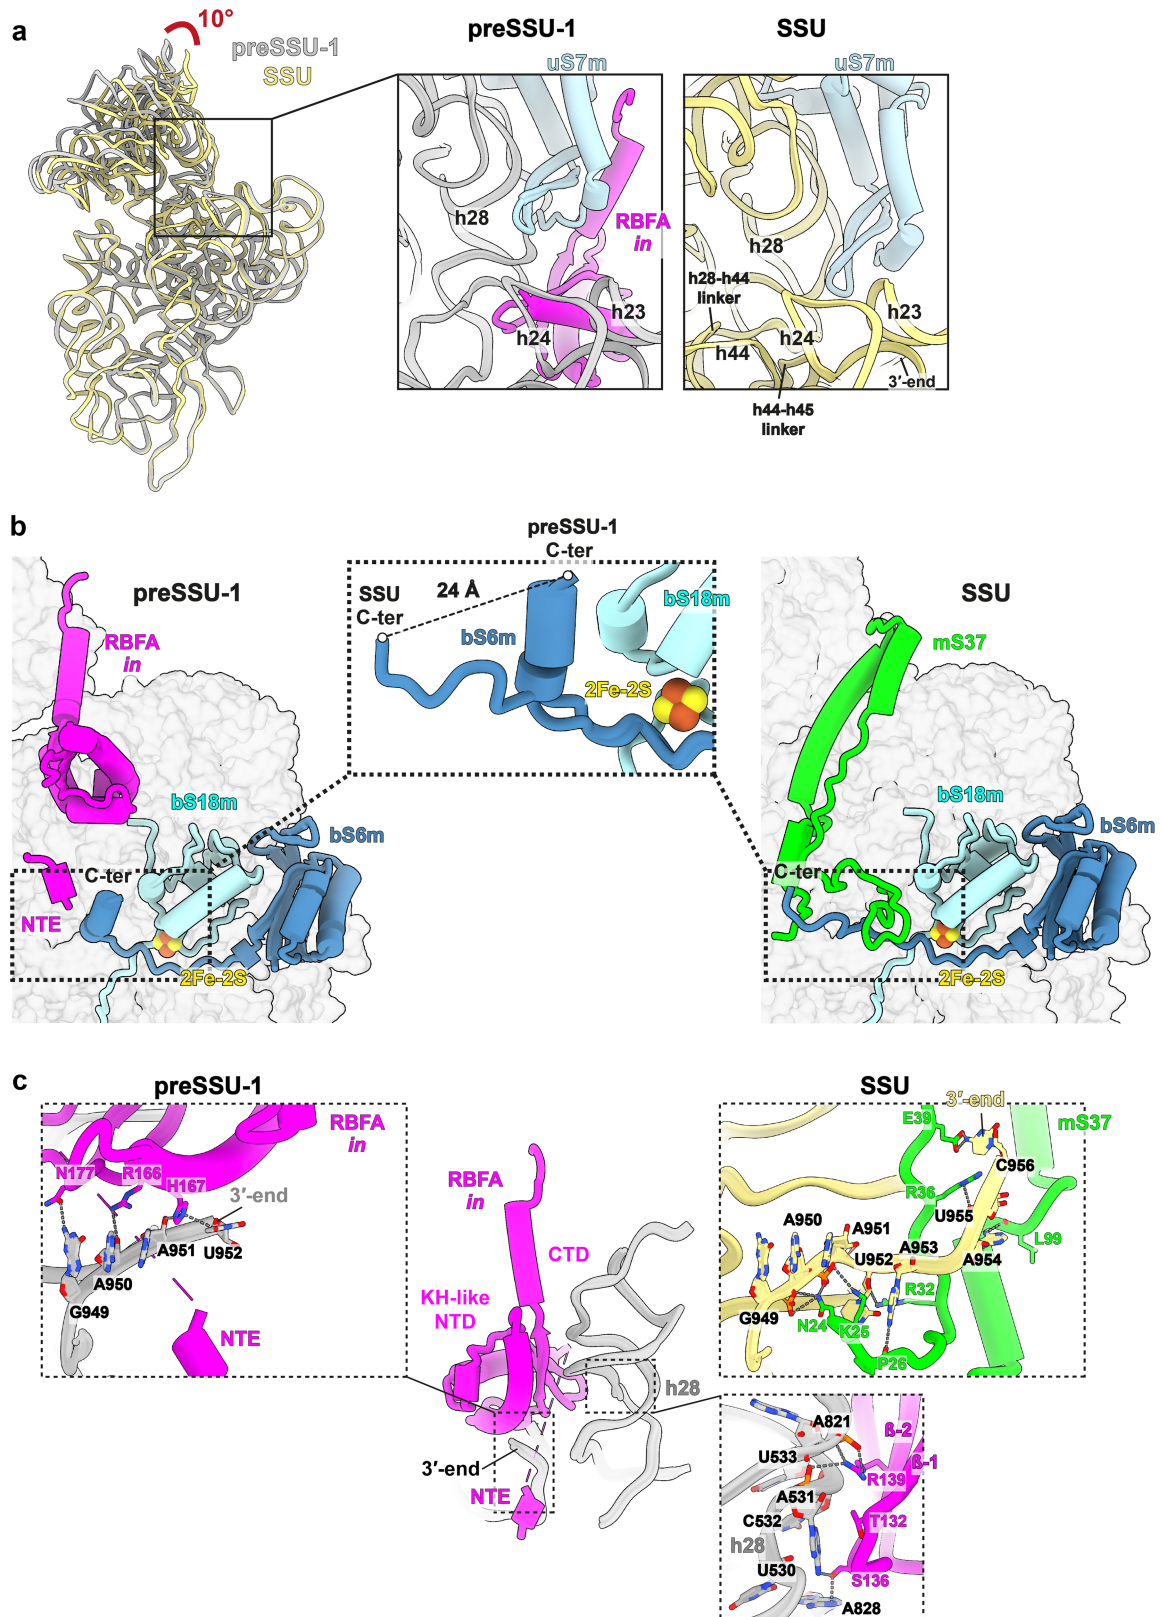 a
10°
preSSU-1
SSU
preSSU-1
uS7m
h28
RBFA
in
h23
h24
SSU
uS7m
h28
h28-h44
linker
h23
h44
h24
3′-end
h44-h45
linker
b
preSSU-1
RBFA
in
bS18m
bS6m
C-ter
NTE
2Fe-2S
preSSU-1
C-ter
SSU
C-ter
24 Å
bS6m
bS18m
2Fe-2S
SSU
mS37
bS18m
bS6m
C-ter
2Fe-2S
c
preSSU-1
RBFA
in
N177
R166
H167
3′-end
A951
U952
A950
G949
NTE
RBFA
in
CTD
KH-like
NTD
h28
3′-end
NTE
SSU
3′-end
E39
mS37
C956
R36
U955
A950
A951
L99
U952
A953
A954
R32
G949
N24
K25
P26
A821
ß-2
U533
ß-1
R139
A531
T132
C532
h28
U530
S136
A828